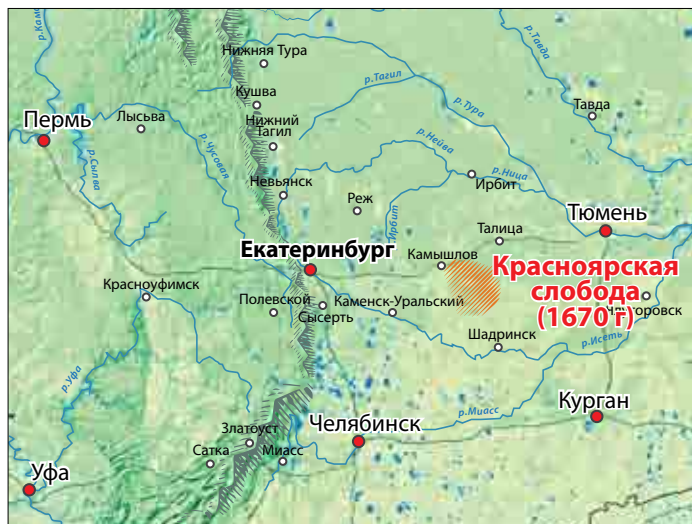 р.Кама
Нижняя Тура
р.Тавда
р.Тагил
Кушва
р.Тура
Тавда
Пермь
Лысьва
Нижний
Тагил
р.Нейва
р.Чусовая
р.Сылва
Невьянск
р.Ница
Ирбит
Реж
р.Ирбит
Талица
Тюмень
Екатеринбург
Камышлов
Красноярская
слобода
(1670 г)
Красноуфимск
Полевской
Сысерть
Каменск-Уральский
Шадринск
р.Исеть
р.Уфа
р.Миасс
Курган
Златоуст
Челябинск
Сатка
Миасс
Уфа